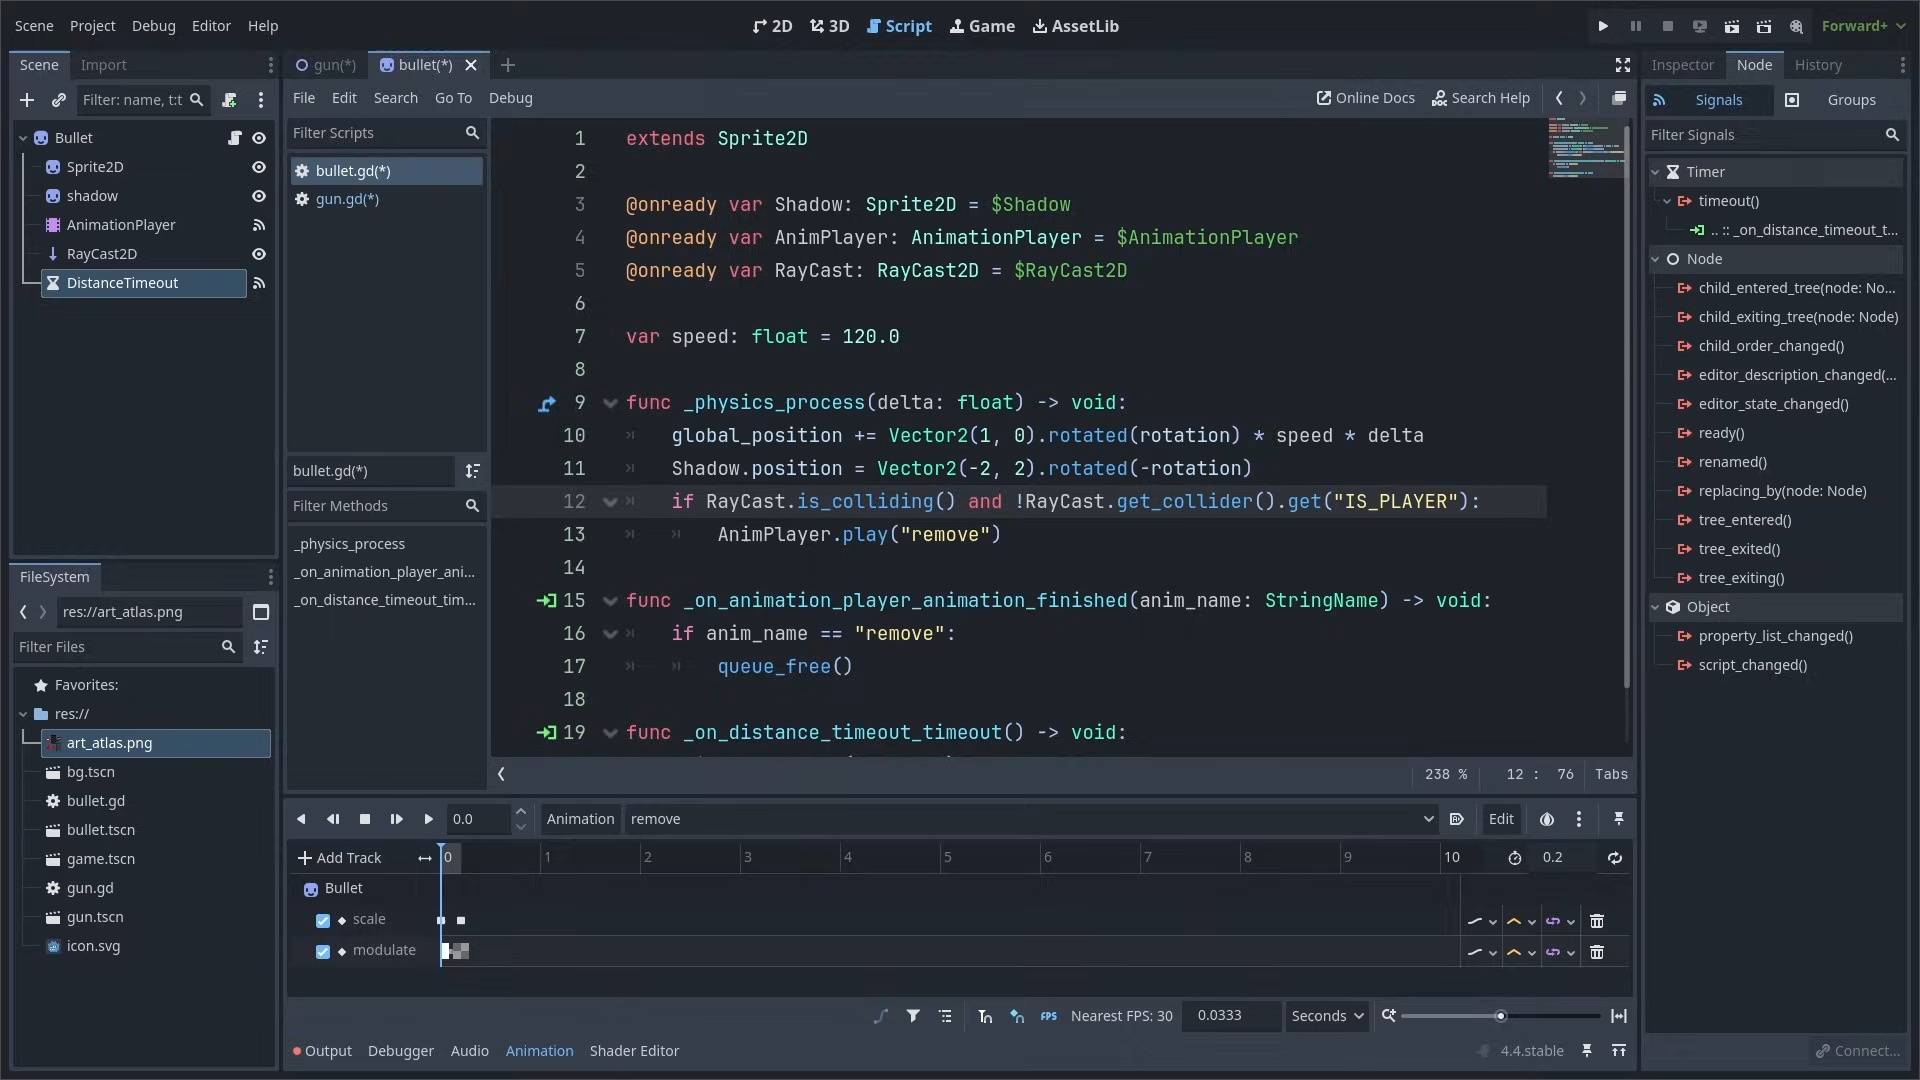 Scene Project Debug Editor Help
2D 3D Script Game AssetLib
Forward+
Scene Import
Filter: name, t:t
Bullet
Sprite2D
shadow
AnimationPlayer
RayCast2D
DistanceTimeout
FileSystem
res://art_atlas.png
Filter Files
Favorites:
res://
art_atlas.png
bg.tscn
bullet.gd
bullet.tscn
game.tscn
gun.gd
gun.tscn
icon.svg
gun(*) bullet(*)
File Edit Search Go To Debug
Online Docs Search Help
Filter Scripts
bullet.gd(*)
gun.gd(*)
bullet.gd(*)
Filter Methods
_physics_process
_on_animation_player_ani...
_on_distance_timeout_tim...
1 extends Sprite2D
2
3 @onready var Shadow: Sprite2D = $Shadow
4 @onready var AnimPlayer: AnimationPlayer = $AnimationPlayer
5 @onready var RayCast: RayCast2D = $RayCast2D
6
7 var speed: float = 120.0
8
9 func _physics_process(delta: float) -> void:
10 global_position += Vector2(1, 0).rotated(rotation) * speed * delta
11 Shadow.position = Vector2(-2, 2).rotated(-rotation)
12 if RayCast.is_colliding() and !RayCast.get_collider().get("IS_PLAYER"):
13 AnimPlayer.play("remove")
14
15 func _on_animation_player_animation_finished(anim_name: StringName) -> void:
16 if anim_name == "remove":
17 queue_free()
18
19 func _on_distance_timeout_timeout() -> void:
238 % 12 : 76 Tabs
0.0 Animation remove Edit
Add Track 0 1 2 3 4 5 6 7 8 9 10 0.2
Bullet
scale
modulate
FPS Nearest FPS: 30 0.0333 Seconds
Output Debugger Audio Animation Shader Editor 4.4.stable
Inspector Node History
Signals Groups
Filter Signals
Timer
timeout()
.. :: _on_distance_timeout_t...
Node
child_entered_tree(node: No...
child_exiting_tree(node: Node)
child_order_changed()
editor_description_changed(...
editor_state_changed()
ready()
renamed()
replacing_by(node: Node)
tree_entered()
tree_exited()
tree_exiting()
Object
property_list_changed()
script_changed()
Connect...